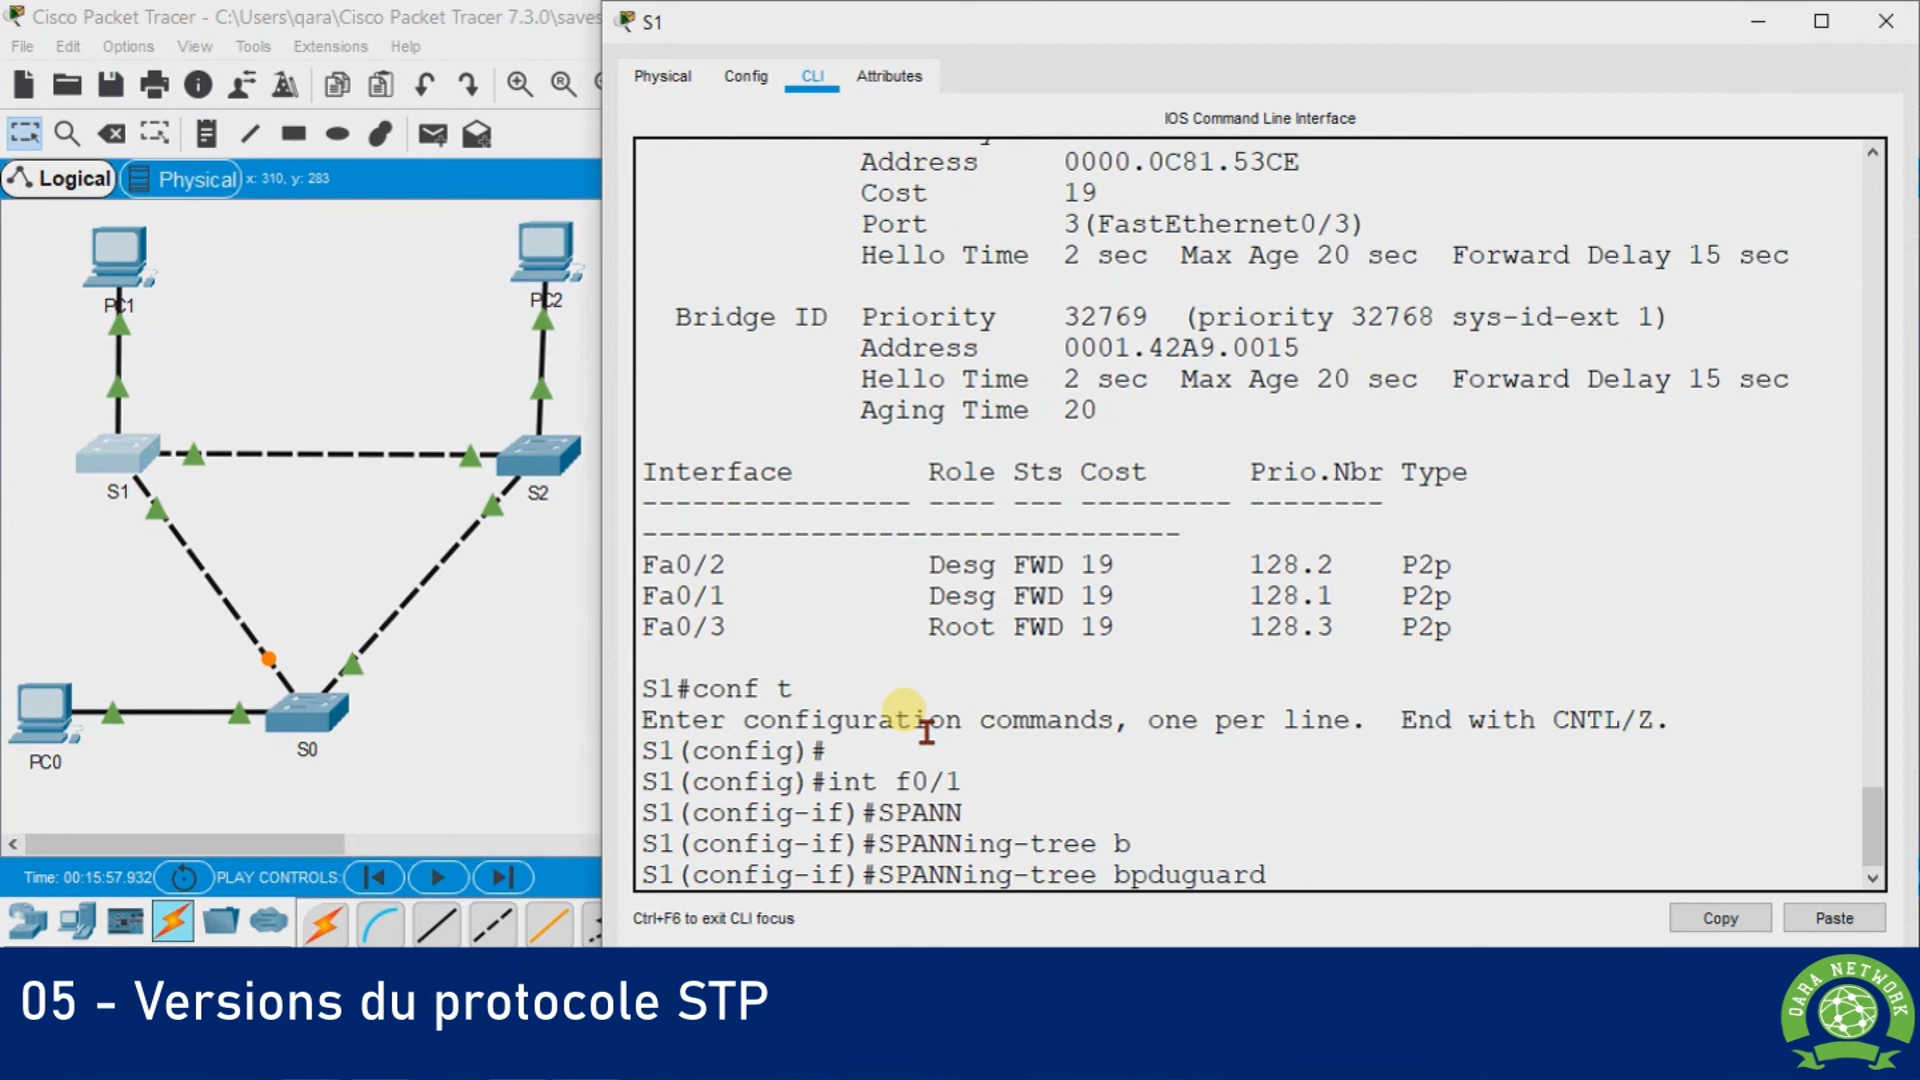 Cisco Packet Tracer - C:\Users\qara\Cisco Packet Tracer 7.3.0\saves
File Edit Options View Tools Extensions Help
Logical Physical x: 310, y: 283
PC1
PC2
S1
S2
S0
PC0
Time: 00:15:57.932 PLAY CONTROLS:
S1
Physical Config CLI Attributes
IOS Command Line Interface
Address 0000.0C81.53CE
Cost 19
Port 3(FastEthernet0/3)
Hello Time 2 sec Max Age 20 sec Forward Delay 15 sec
Bridge ID Priority 32769 (priority 32768 sys-id-ext 1)
Address 0001.42A9.0015
Hello Time 2 sec Max Age 20 sec Forward Delay 15 sec
Aging Time 20
Interface Role Sts Cost Prio.Nbr Type
---------------- ---- --- --------- --------
--------------------------------
Fa0/2 Desg FWD 19 128.2 P2p
Fa0/1 Desg FWD 19 128.1 P2p
Fa0/3 Root FWD 19 128.3 P2p
S1#conf t
Enter configuration commands, one per line. End with CNTL/Z.
S1(config)#
S1(config)#int f0/1
S1(config-if)#SPANN
S1(config-if)#SPANNing-tree b
S1(config-if)#SPANNing-tree bpduguard
Ctrl+F6 to exit CLI focus
Copy Paste
05 - Versions du protocole STP
QARA NETWORK